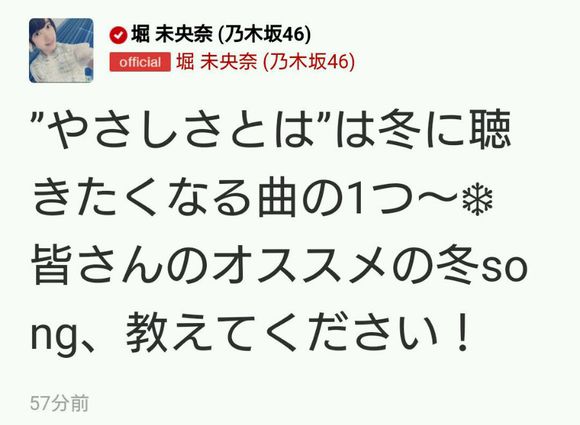 堀 未央奈 (乃木坂46)
official 堀 未央奈 (乃木坂46)
”やさしさとは”は冬に聴
きたくなる曲の1つ〜❄
皆さんのオススメの冬so
ng、教えてください！
57分前